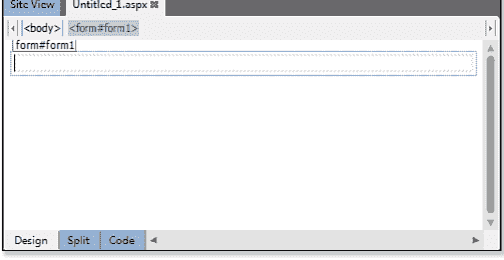 Site View Untitled_1.aspx
<body> <form#form1>
form#form1
Design Split Code